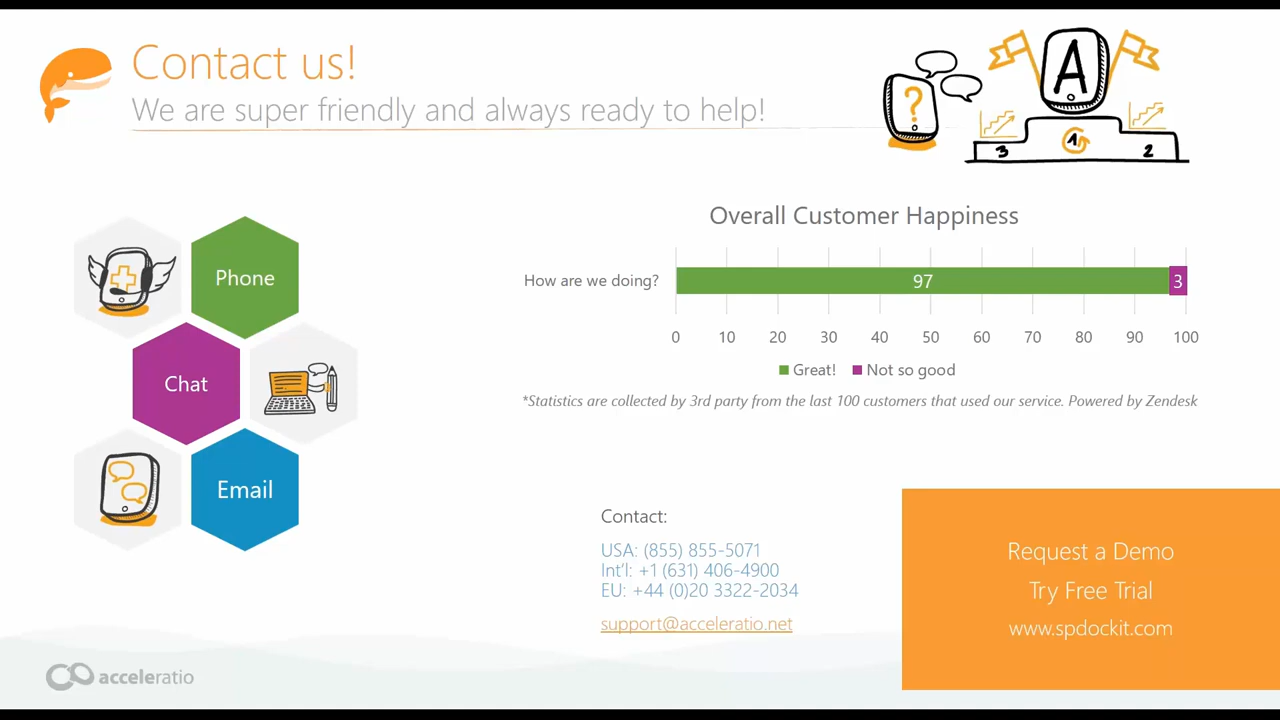 Contact us!
We are super friendly and always ready to help!
?
A
3
1
2
Phone
Chat
Email
Overall Customer Happiness
How are we doing?
97
3
0 10 20 30 40 50 60 70 80 90 100
Great! Not so good
*Statistics are collected by 3rd party from the last 100 customers that used our service. Powered by Zendesk
Contact:
USA: (855) 855-5071
Int'l: +1 (631) 406-4900
EU: +44 (0)20 3322-2034
support@acceleratio.net
Request a Demo
Try Free Trial
www.spdockit.com
acceleratio